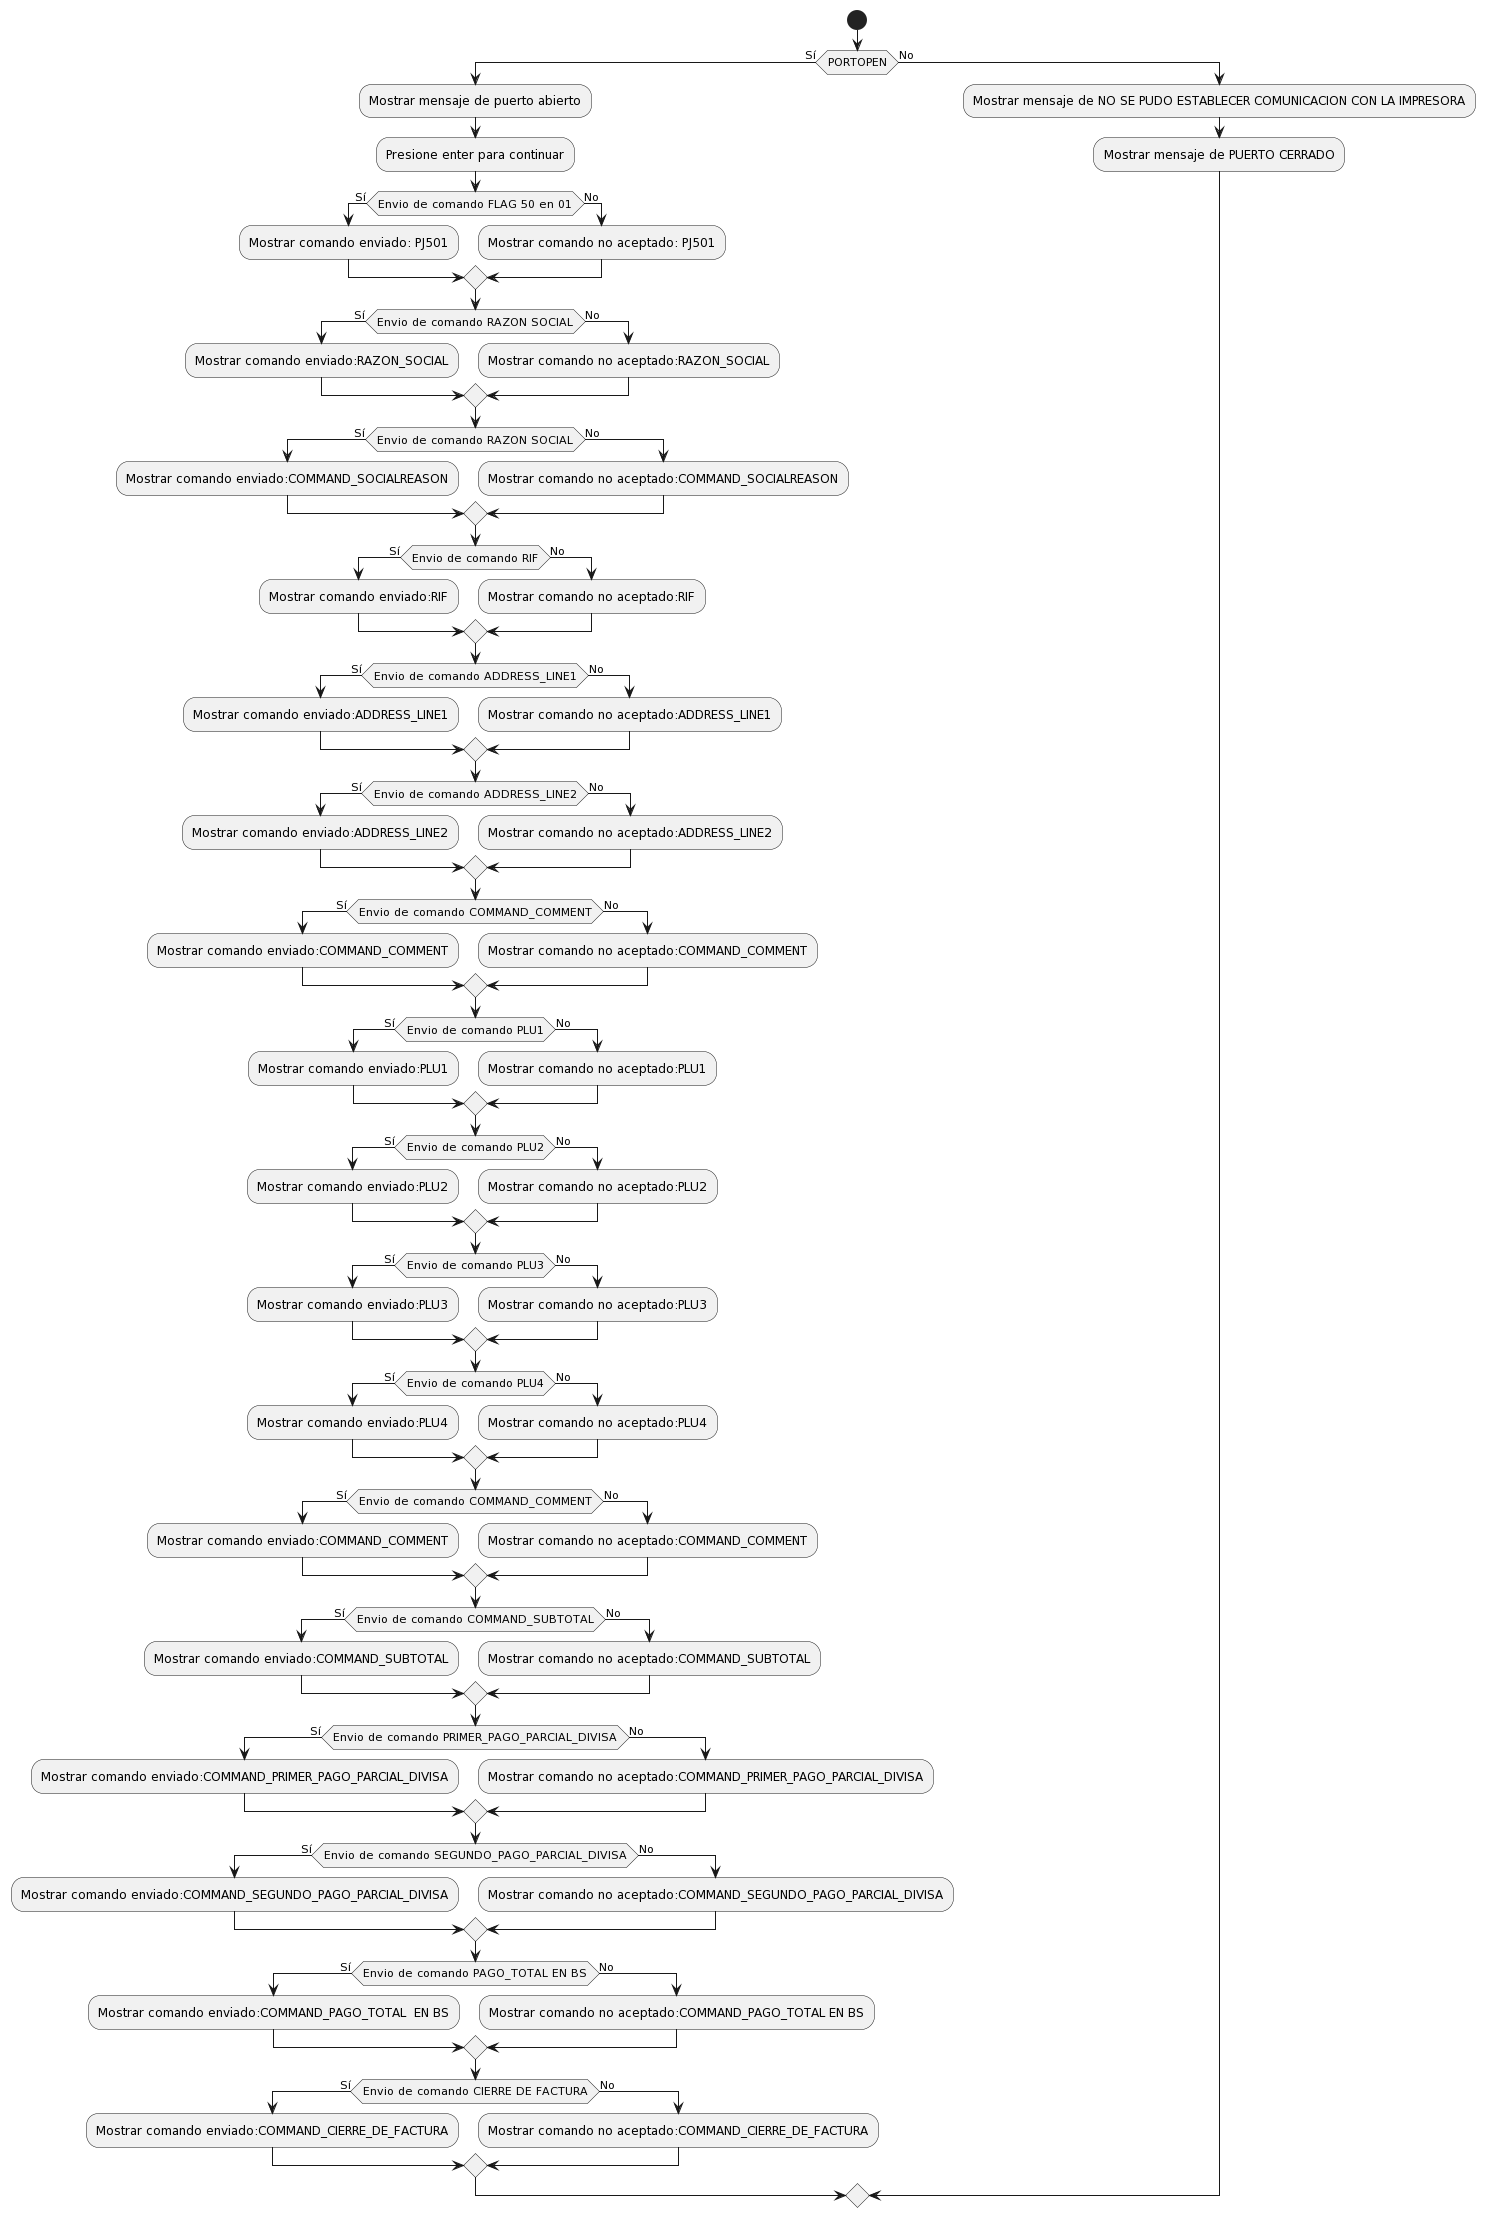 Sí
PORTOPEN
No
Mostrar mensaje de puerto abierto
Mostrar mensaje de NO SE PUDO ESTABLECER COMUNICACION CON LA IMPRESORA
Presione enter para continuar
Mostrar mensaje de PUERTO CERRADO
Sí
Envio de comando FLAG 50 en 01
No
Mostrar comando enviado: PJ501
Mostrar comando no aceptado: PJ501
Sí
Envio de comando RAZON SOCIAL
No
Mostrar comando enviado:RAZON_SOCIAL
Mostrar comando no aceptado:RAZON_SOCIAL
Sí
Envio de comando RAZON SOCIAL
No
Mostrar comando enviado:COMMAND_SOCIALREASON
Mostrar comando no aceptado:COMMAND_SOCIALREASON
Sí
Envio de comando RIF
No
Mostrar comando enviado:RIF
Mostrar comando no aceptado:RIF
Sí
Envio de comando ADDRESS_LINE1
No
Mostrar comando enviado:ADDRESS_LINE1
Mostrar comando no aceptado:ADDRESS_LINE1
Sí
Envio de comando ADDRESS_LINE2
No
Mostrar comando enviado:ADDRESS_LINE2
Mostrar comando no aceptado:ADDRESS_LINE2
Sí
Envio de comando COMMAND_COMMENT
No
Mostrar comando enviado:COMMAND_COMMENT
Mostrar comando no aceptado:COMMAND_COMMENT
Sí
Envio de comando PLU1
No
Mostrar comando enviado:PLU1
Mostrar comando no aceptado:PLU1
Sí
Envio de comando PLU2
No
Mostrar comando enviado:PLU2
Mostrar comando no aceptado:PLU2
Sí
Envio de comando PLU3
No
Mostrar comando enviado:PLU3
Mostrar comando no aceptado:PLU3
Sí
Envio de comando PLU4
No
Mostrar comando enviado:PLU4
Mostrar comando no aceptado:PLU4
Sí
Envio de comando COMMAND_COMMENT
No
Mostrar comando enviado:COMMAND_COMMENT
Mostrar comando no aceptado:COMMAND_COMMENT
Sí
Envio de comando COMMAND_SUBTOTAL
No
Mostrar comando enviado:COMMAND_SUBTOTAL
Mostrar comando no aceptado:COMMAND_SUBTOTAL
Sí
Envio de comando PRIMER_PAGO_PARCIAL_DIVISA
No
Mostrar comando enviado:COMMAND_PRIMER_PAGO_PARCIAL_DIVISA
Mostrar comando no aceptado:COMMAND_PRIMER_PAGO_PARCIAL_DIVISA
Sí
Envio de comando SEGUNDO_PAGO_PARCIAL_DIVISA
No
Mostrar comando enviado:COMMAND_SEGUNDO_PAGO_PARCIAL_DIVISA
Mostrar comando no aceptado:COMMAND_SEGUNDO_PAGO_PARCIAL_DIVISA
Sí
Envio de comando PAGO_TOTAL EN BS
No
Mostrar comando enviado:COMMAND_PAGO_TOTAL  EN BS
Mostrar comando no aceptado:COMMAND_PAGO_TOTAL EN BS
Sí
Envio de comando CIERRE DE FACTURA
No
Mostrar comando enviado:COMMAND_CIERRE_DE_FACTURA
Mostrar comando no aceptado:COMMAND_CIERRE_DE_FACTURA